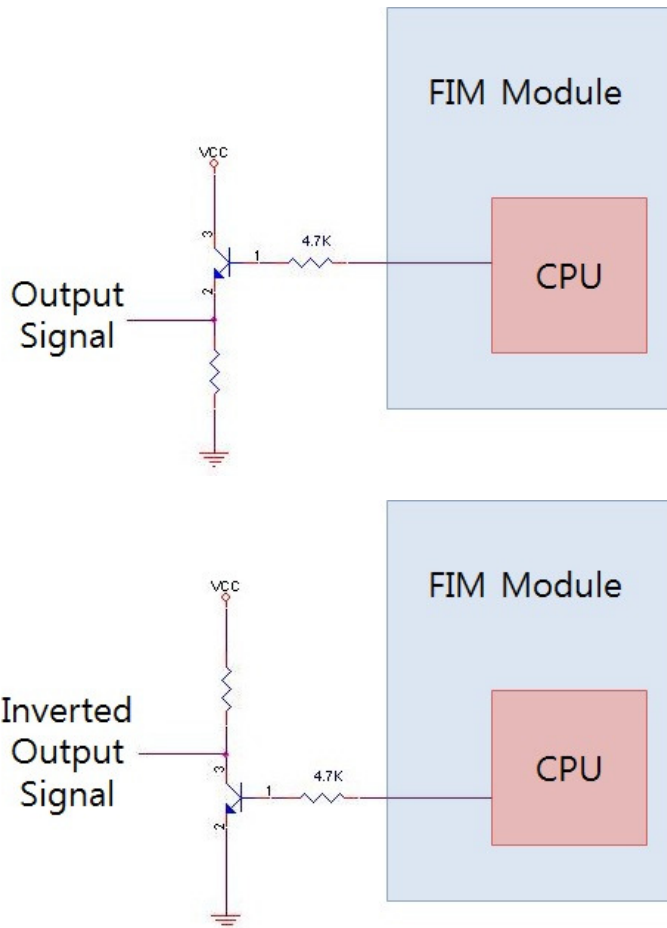 FIM Module
VCC
3
1
4.7K
CPU
2
Output
Signal
FIM Module
VCC
Inverted
Output
Signal
3
1
4.7K
CPU
2